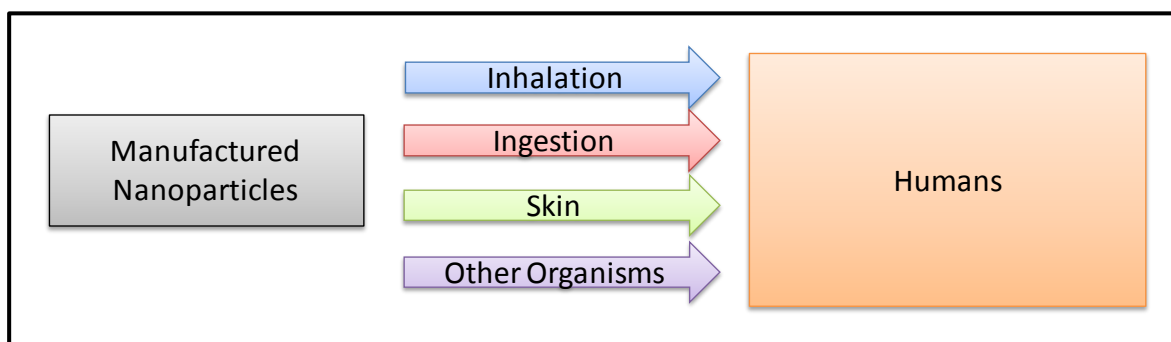 Manufactured
Nanoparticles
Inhalation
Ingestion
Skin
Other Organisms
Humans